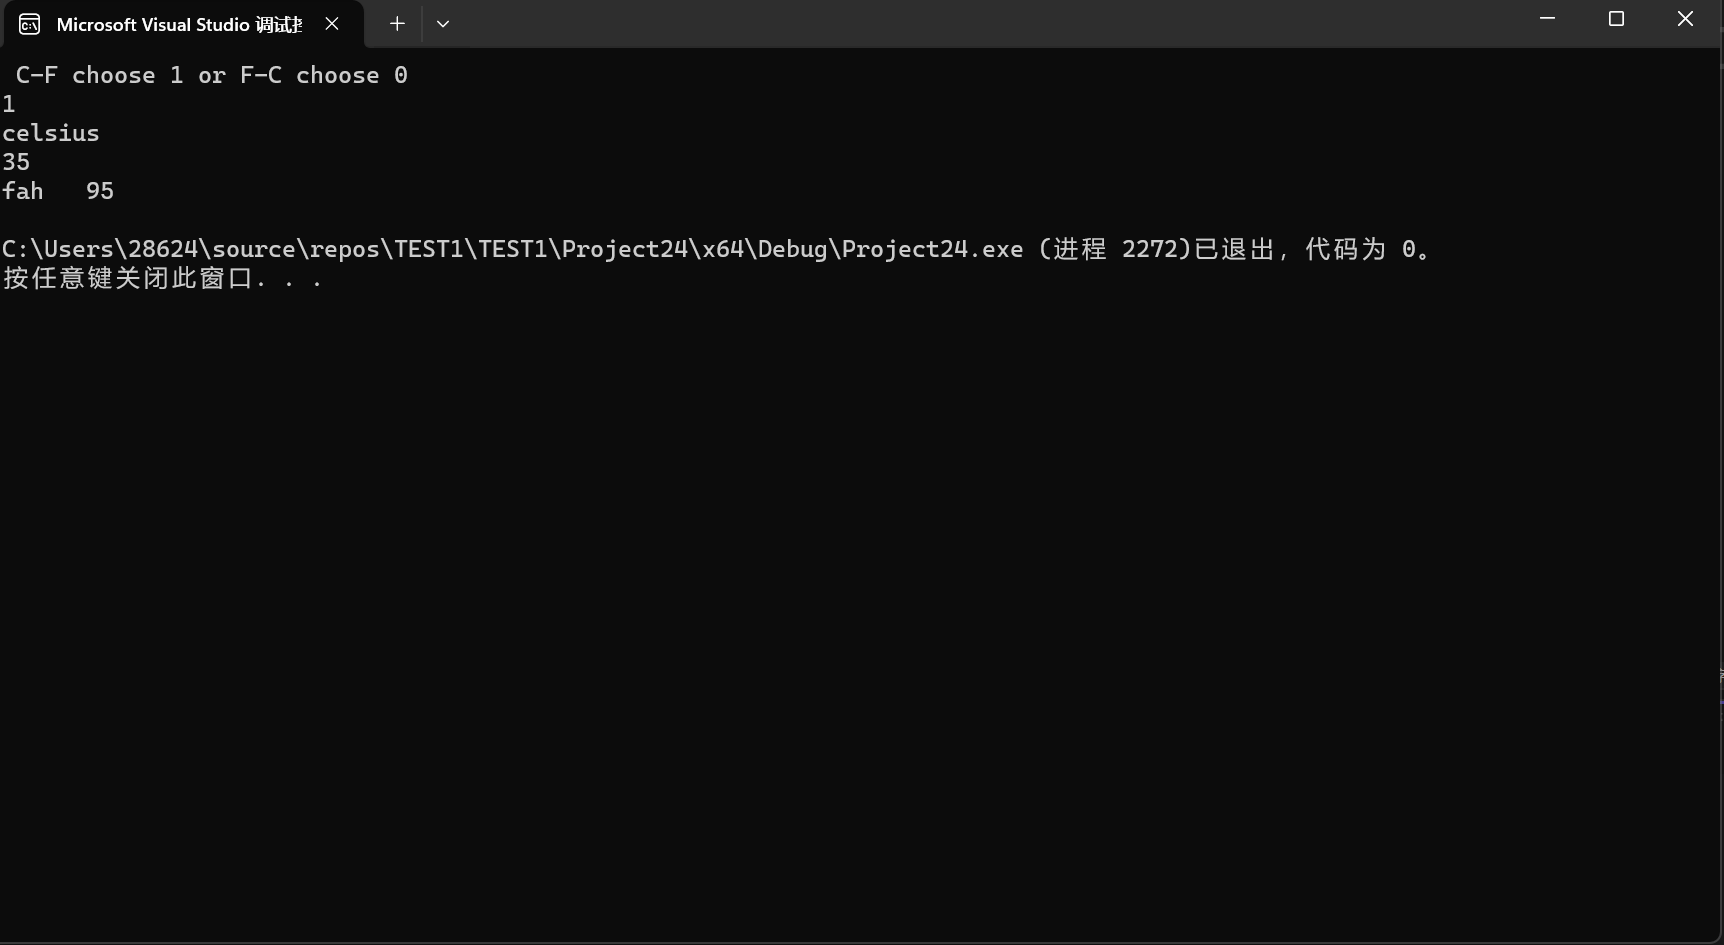 Microsoft Visual Studio 调试
C-F choose 1 or F-C choose 0
1
celsius
35
fah   95
C:\Users\28624\source\repos\TEST1\TEST1\Project24\x64\Debug\Project24.exe (进程 2272)已退出，代码为 0。
按任意键关闭此窗口. . .